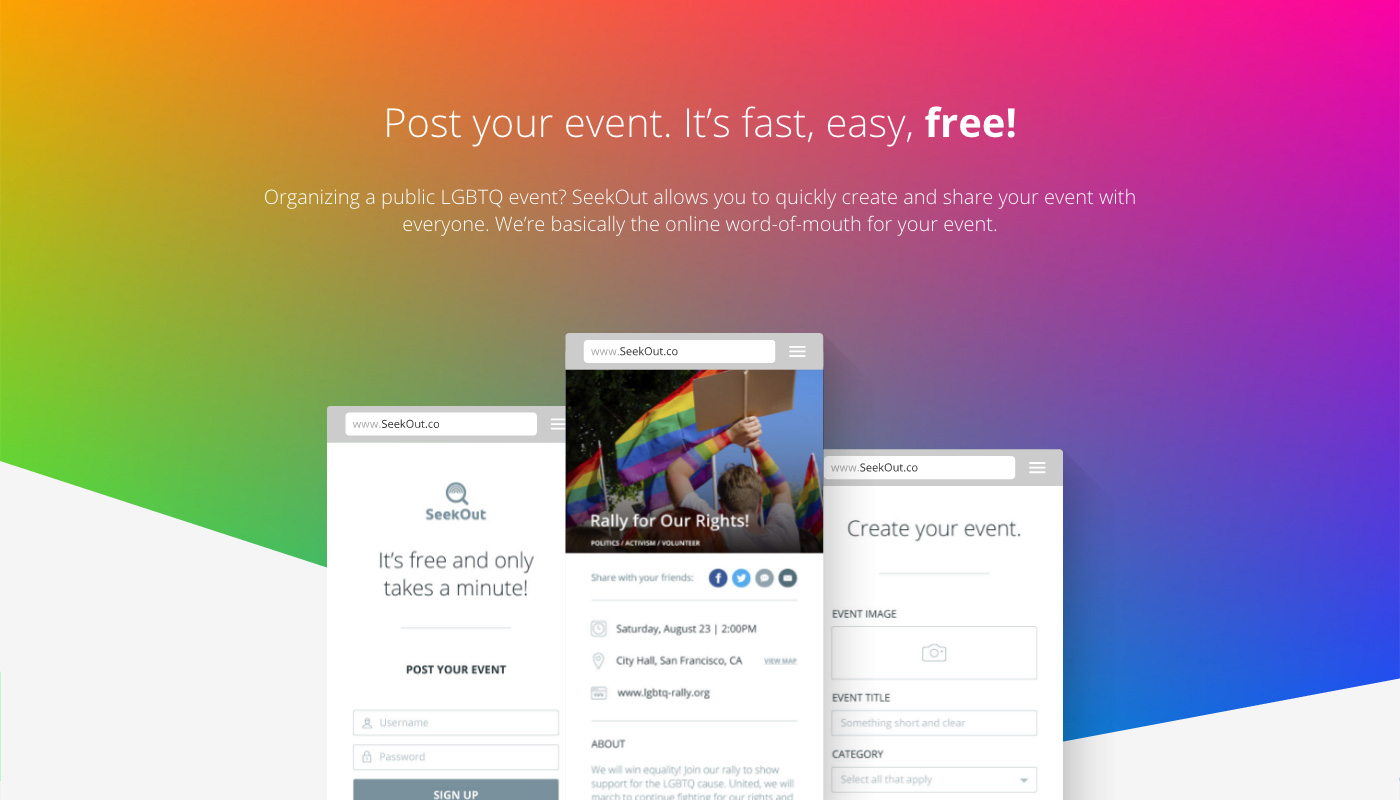 Post your event. It’s fast, easy, free!
Organizing a public LGBTQ event? SeekOut allows you to quickly create and share your event with
everyone. We’re basically the online word-of-mouth for your event.
www.SeekOut.co
SeekOut
It’s free and only
takes a minute!
POST YOUR EVENT
Username
Password
SIGN UP
www.SeekOut.co
Rally for Our Rights!
POLITICS / ACTIVISM / VOLUNTEER
Share with your friends:
Saturday, August 23 | 2:00PM
City Hall, San Francisco, CA VIEW MAP
www.lgbtq-rally.org
ABOUT
We will win equality! Join our rally to show
support for the LGBTQ cause. United, we will
march to continue fighting for our rights and
www.SeekOut.co
Create your event.
EVENT IMAGE
EVENT TITLE
Something short and clear
CATEGORY
Select all that apply